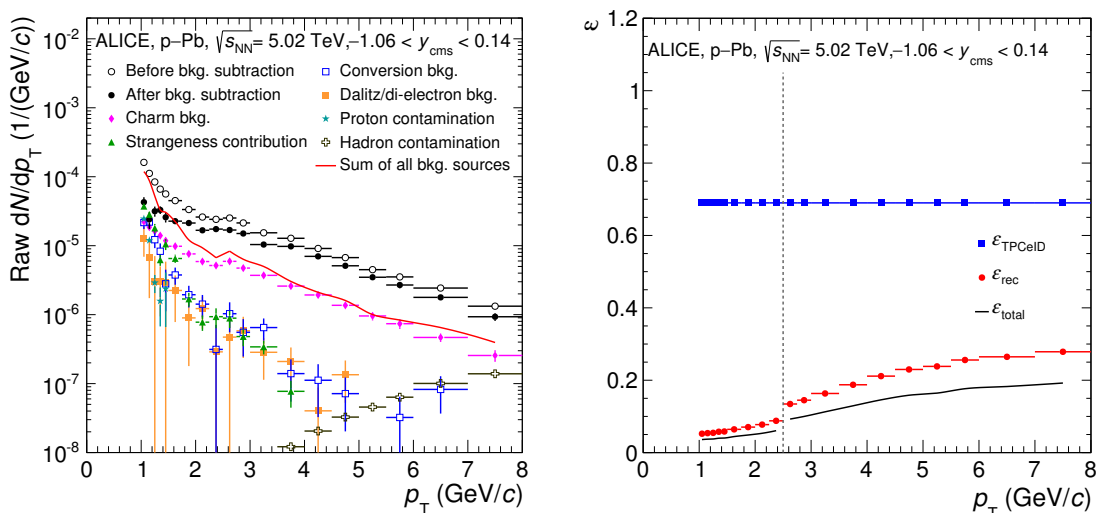 ALICE, p–Pb, √sNN= 5.02 TeV,-1.06 < ycms < 0.14
Before bkg. subtraction
Conversion bkg.
After bkg. subtraction
Dalitz/di-electron bkg.
Charm bkg.
Proton contamination
Strangeness contribution
Hadron contamination
Sum of all bkg. sources
Raw dN/dpT (1/(GeV/c))
10-2
10-3
10-4
10-5
10-6
10-7
10-8
0 1 2 3 4 5 6 7 8
pT (GeV/c)
ε
ALICE, p–Pb, √sNN= 5.02 TeV,-1.06 < ycms < 0.14
1.2
1
0.8
0.6
0.4
0.2
0
εTPCeID
εrec
εtotal
0 1 2 3 4 5 6 7 8
pT (GeV/c)